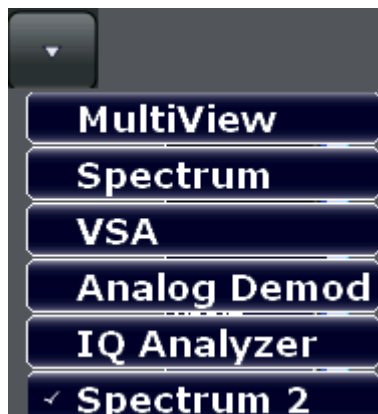 MultiView
Spectrum
VSA
Analog Demod
IQ Analyzer
Spectrum 2